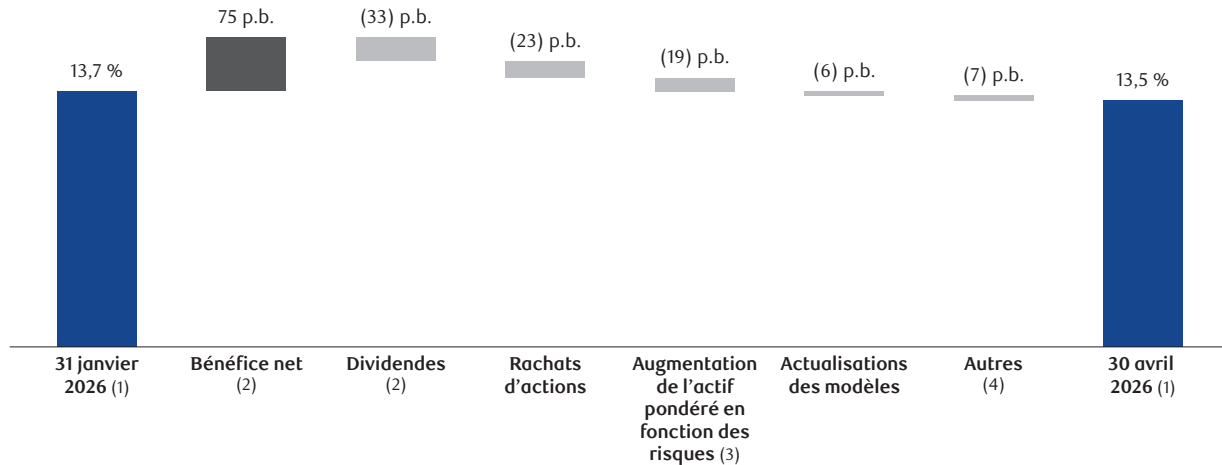 75 p.b.
(33) p.b.
(23) p.b.
(19) p.b.
(6) p.b.
(7) p.b.
13,7 %
13,5 %
31 janvier
2026 (1)
Bénéfice net
(2)
Dividendes
(2)
Rachats
d’actions
Augmentation
de l’actif
pondéré en
fonction des
risques (3)
Actualisations
des modèles
Autres
(4)
30 avril
2026 (1)